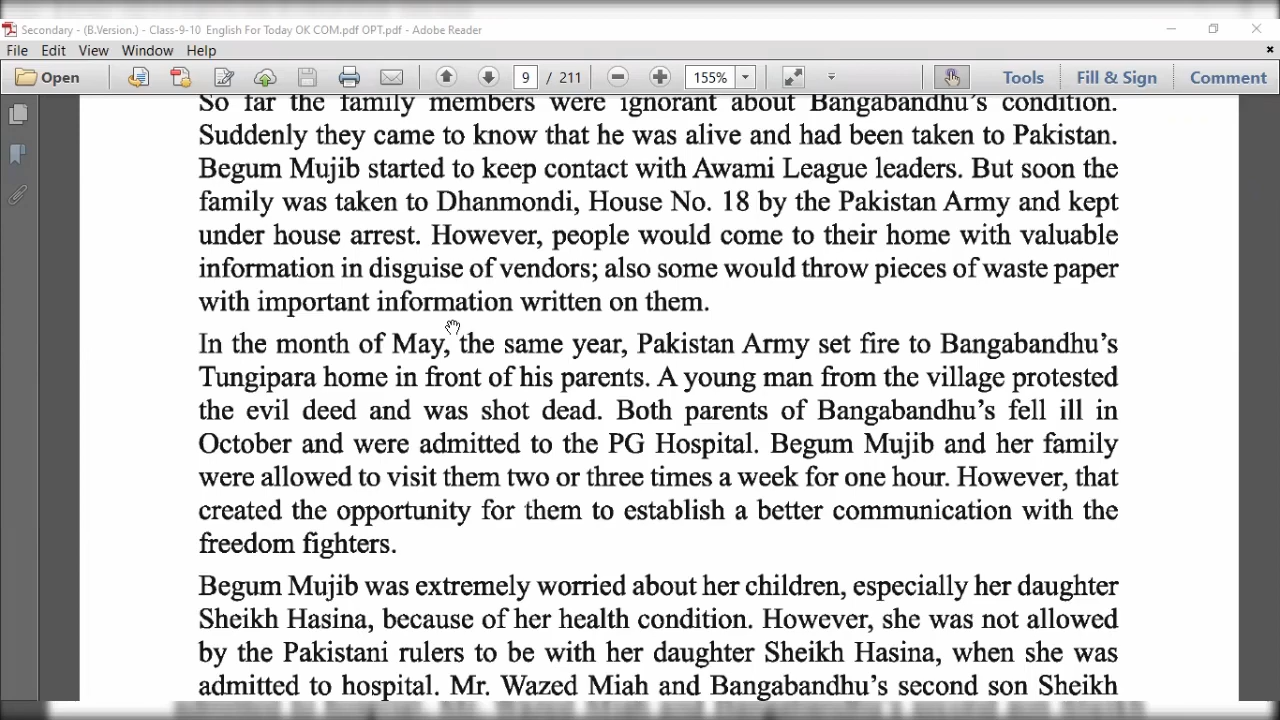 Secondary - (B.Version.) - Class-9-10 English For Today OK COM.pdf OPT.pdf - Adobe Reader
File Edit View Window Help
Open 9 / 211 155% Tools Fill & Sign Comment
So far the family members were ignorant about Bangabandhu's condition.
Suddenly they came to know that he was alive and had been taken to Pakistan.
Begum Mujib started to keep contact with Awami League leaders. But soon the
family was taken to Dhanmondi, House No. 18 by the Pakistan Army and kept
under house arrest. However, people would come to their home with valuable
information in disguise of vendors; also some would throw pieces of waste paper
with important information written on them.
In the month of May, the same year, Pakistan Army set fire to Bangabandhu's
Tungipara home in front of his parents. A young man from the village protested
the evil deed and was shot dead. Both parents of Bangabandhu's fell ill in
October and were admitted to the PG Hospital. Begum Mujib and her family
were allowed to visit them two or three times a week for one hour. However, that
created the opportunity for them to establish a better communication with the
freedom fighters.
Begum Mujib was extremely worried about her children, especially her daughter
Sheikh Hasina, because of her health condition. However, she was not allowed
by the Pakistani rulers to be with her daughter Sheikh Hasina, when she was
admitted to hospital. Mr. Wazed Miah and Bangabandhu's second son Sheikh